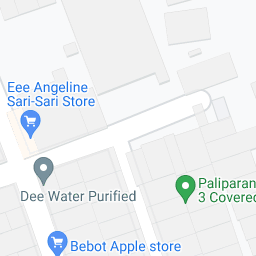 Eee Angeline
Sari-Sari Store
Dee Water Purified
Paliparan
3 Covered
Bebot Apple store